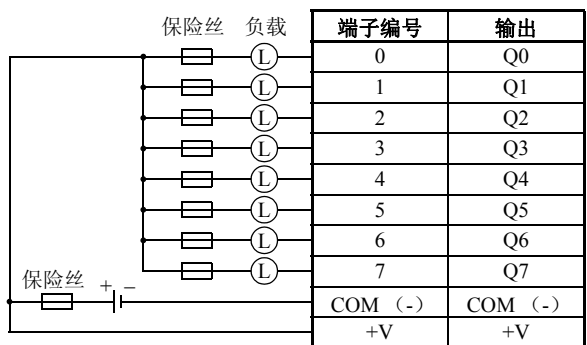 保险丝 负载 端子编号 输出
L 0 Q0
L 1 Q1
L 2 Q2
L 3 Q3
L 4 Q4
L 5 Q5
L 6 Q6
L 7 Q7
保险丝 + − COM （-） COM （-）
+V +V